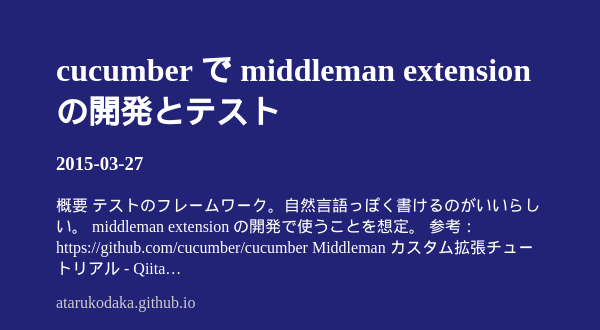 cucumber で middleman extension
の開発とテスト
2015-03-27
概要 テストのフレームワーク。自然言語っぽく書けるのがいいらし
い。 middleman extension の開発で使うことを想定。 参考：
https://github.com/cucumber/cucumber Middleman カスタム拡張チュー
トリアル - Qiita…
atarukodaka.github.io